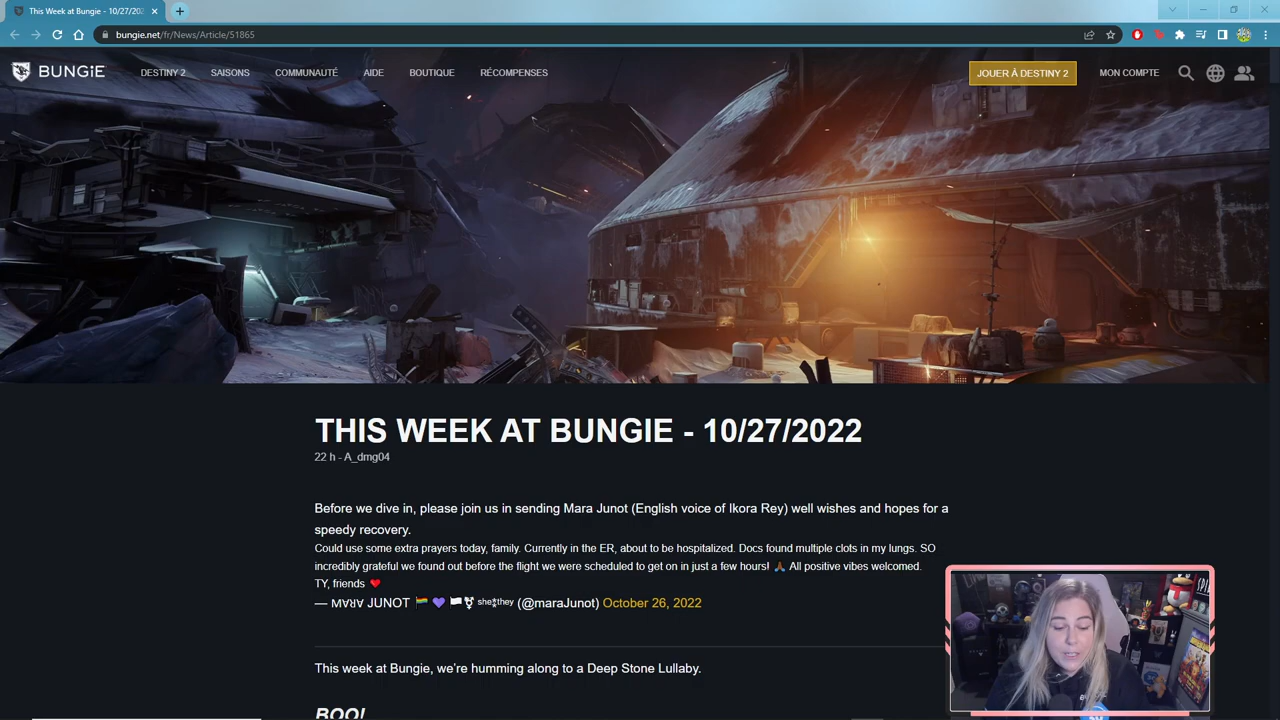 This Week at Bungie - 10/27/202
bungie.net/fr/News/Article/51865
BUNGiE
DESTINY 2
SAISONS
COMMUNAUTÉ
AIDE
BOUTIQUE
RÉCOMPENSES
JOUER À DESTINY 2
MON COMPTE
THIS WEEK AT BUNGIE - 10/27/2022
22 h - A_dmg04
Before we dive in, please join us in sending Mara Junot (English voice of Ikora Rey) well wishes and hopes for a
speedy recovery.
Could use some extra prayers today, family. Currently in the ER, about to be hospitalized. Docs found multiple clots in my lungs. SO
incredibly grateful we found out before the flight we were scheduled to get on in just a few hours! 🙏🏾 All positive vibes welcomed.
TY, friends ❤️
— MⱯRⱯ JUNOT 🏳️‍🌈 💜 🏳️⚧ she/they (@maraJunot) October 26, 2022
This week at Bungie, we're humming along to a Deep Stone Lullaby.
BOO!